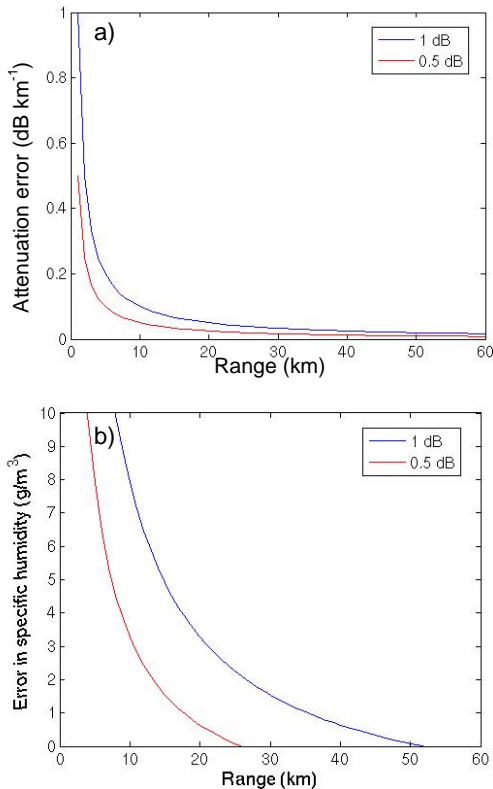 a)
1 dB
0.5 dB
1
0.8
0.6
0.4
0.2
0
0 10 20 30 40 50 60
Attenuation error (dB km⁻¹)
Range (km)
b)
1 dB
0.5 dB
10
9
8
7
6
5
4
3
2
1
0
0 10 20 30 40 50 60
Error in specific humidity (g/m³)
Range (km)